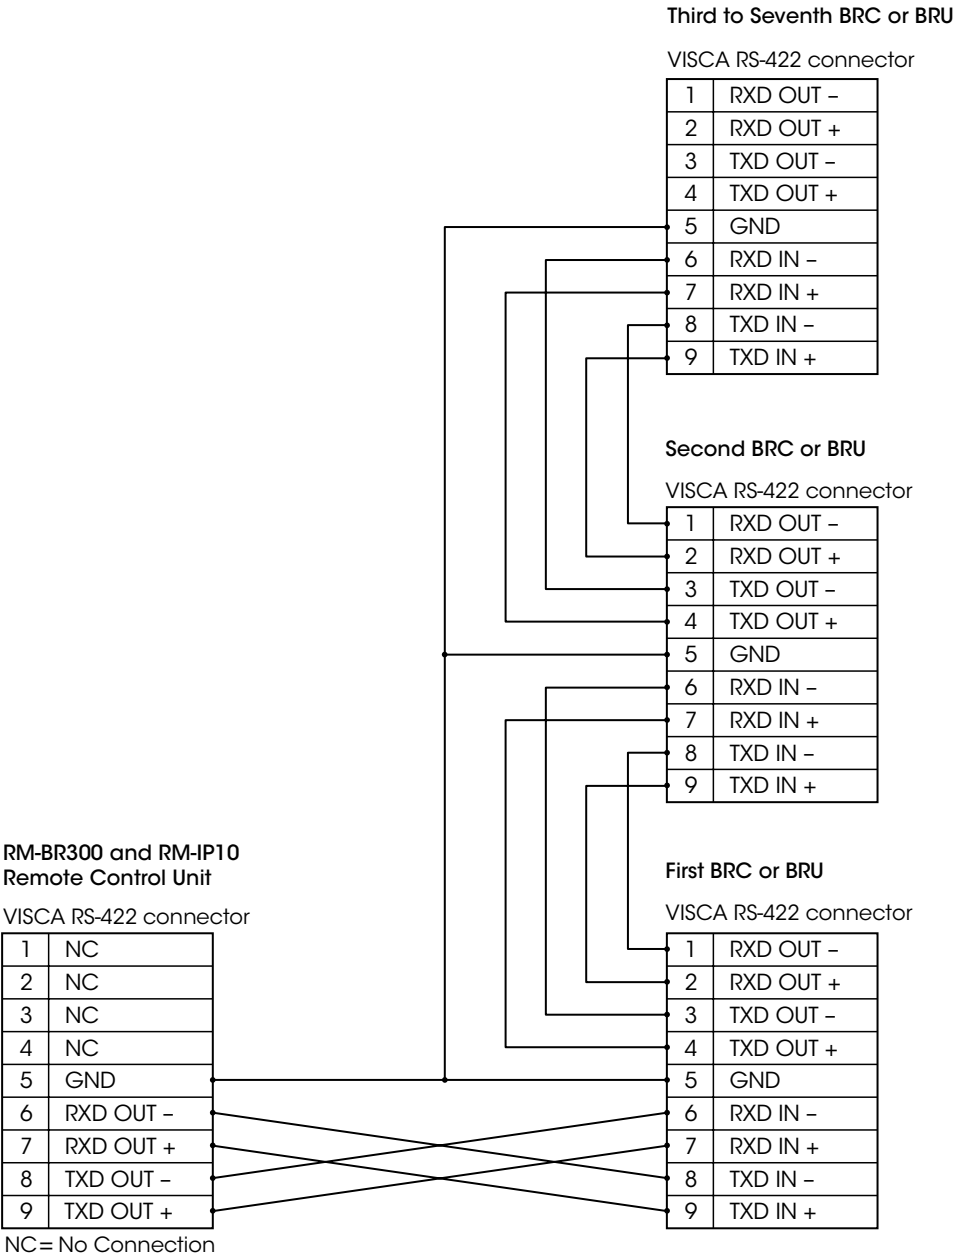 Third to Seventh BRC or BRU
VISCA RS-422 connector
1 RXD OUT –
2 RXD OUT +
3 TXD OUT –
4 TXD OUT +
5 GND
6 RXD IN –
7 RXD IN +
8 TXD IN –
9 TXD IN +
Second BRC or BRU
VISCA RS-422 connector
1 RXD OUT –
2 RXD OUT +
3 TXD OUT –
4 TXD OUT +
5 GND
6 RXD IN –
7 RXD IN +
8 TXD IN –
9 TXD IN +
RM-BR300 and RM-IP10
Remote Control Unit
VISCA RS-422 connector
1 NC
2 NC
3 NC
4 NC
5 GND
6 RXD OUT –
7 RXD OUT +
8 TXD OUT –
9 TXD OUT +
NC= No Connection
First BRC or BRU
VISCA RS-422 connector
1 RXD OUT –
2 RXD OUT +
3 TXD OUT –
4 TXD OUT +
5 GND
6 RXD IN –
7 RXD IN +
8 TXD IN –
9 TXD IN +